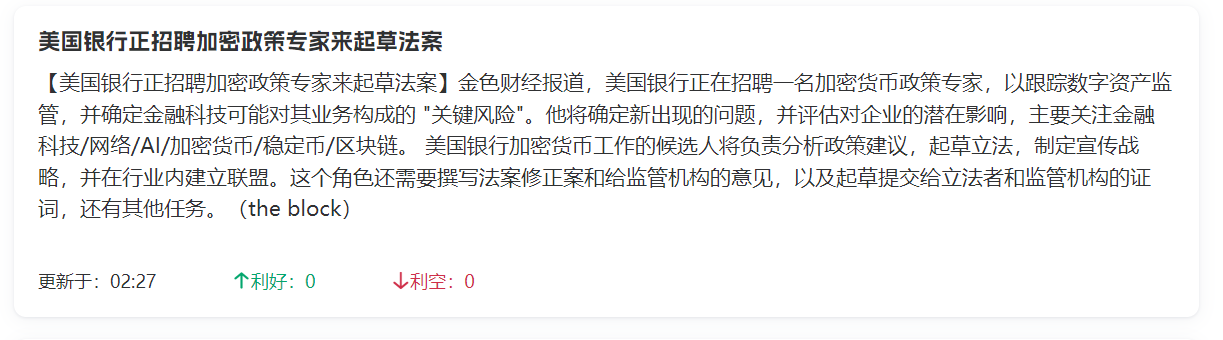 美国银行正招聘加密政策专家来起草法案
【美国银行正招聘加密政策专家来起草法案】金色财经报道，美国银行正在招聘一名加密货币政策专家，以跟踪数字资产监
管，并确定金融科技可能对其业务构成的 "关键风险"。他将确定新出现的问题，并评估对企业的潜在影响，主要关注金融
科技/网络/AI/加密货币/稳定币/区块链。 美国银行加密货币工作的候选人将负责分析政策建议，起草立法，制定宣传战
略，并在行业内建立联盟。这个角色还需要撰写法案修正案和给监管机构的意见，以及起草提交给立法者和监管机构的证
词，还有其他任务。（the block）
更新于：02:27 ↑利好：0 ↓利空：0